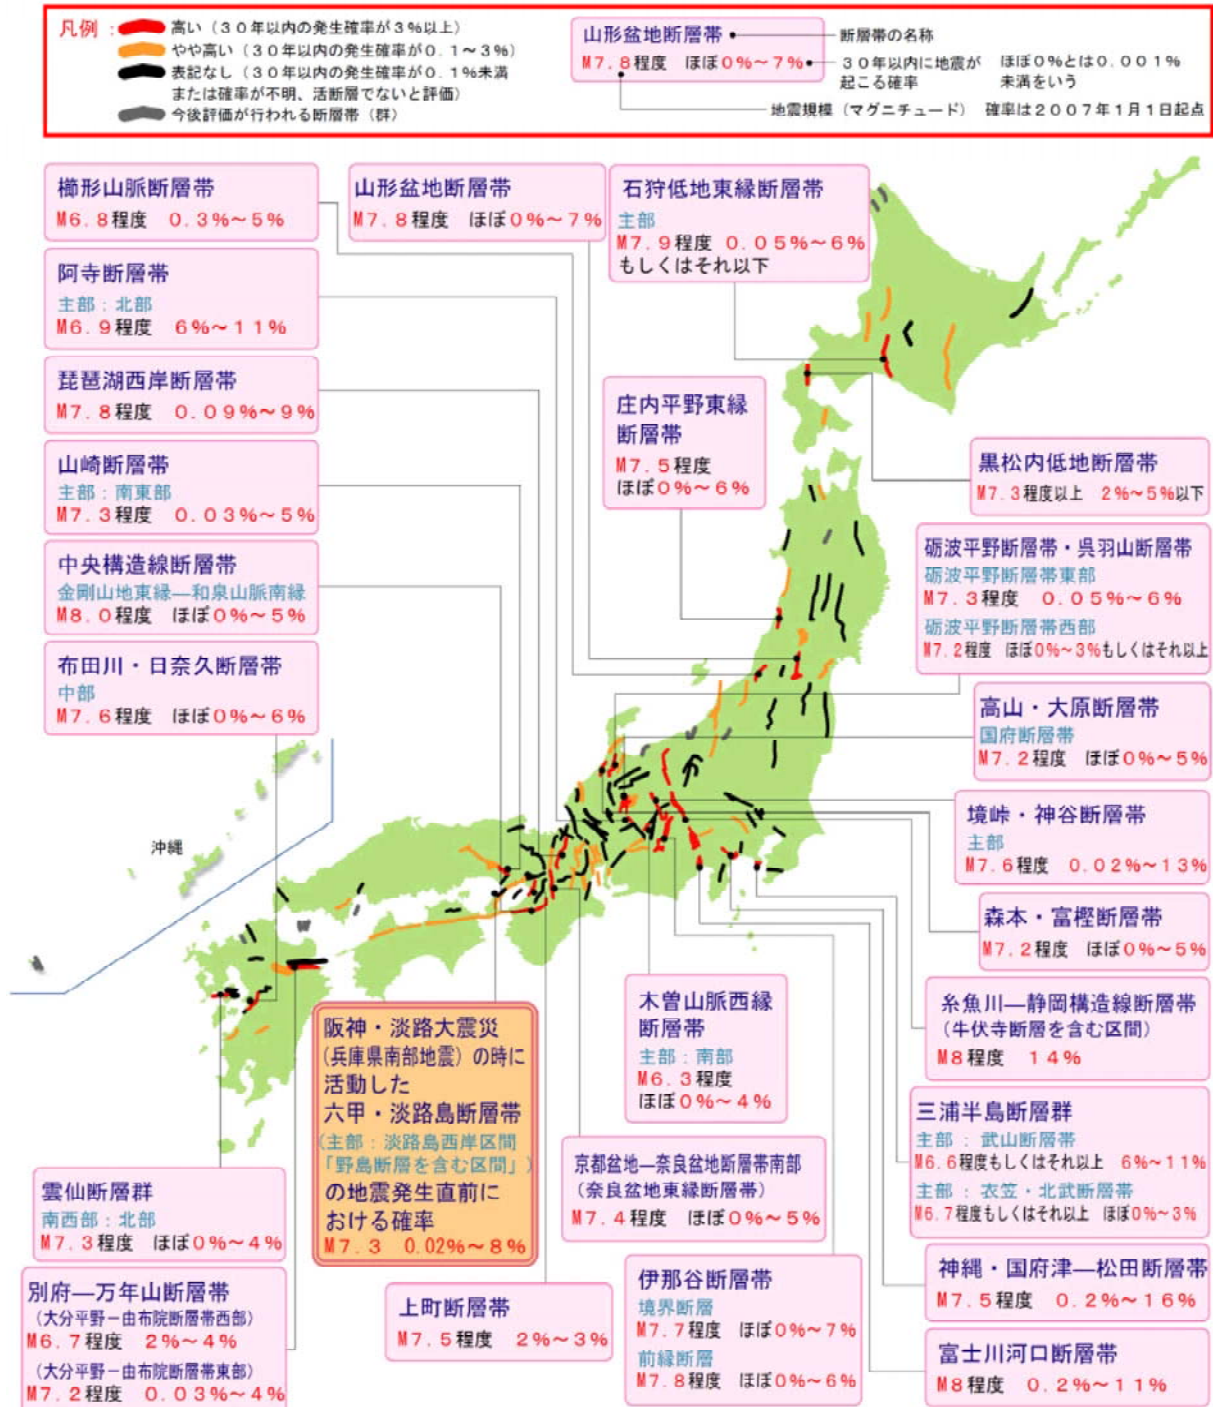 凡例：
高い（３０年以内の発生確率が３％以上）
やや高い（３０年以内の発生確率が０．１～３％）
表記なし（３０年以内の発生確率が０．１％未満
または確率が不明、活断層でないと評価）
今後評価が行われる断層帯（群）
山形盆地断層帯
M７．８程度　ほぼ０％～７％
断層帯の名称
３０年以内に地震が
起こる確率
ほぼ０％とは０．００１％
未満をいう
地震規模（マグニチュード）　確率は２００７年１月１日起点
櫛形山脈断層帯
M６．８程度　０．３％～５％
山形盆地断層帯
M７．８程度　ほぼ０％～７％
石狩低地東縁断層帯
主部
M７．９程度　０．０５％～６％
もしくはそれ以下
阿寺断層帯
主部：北部
M６．９程度　６％～１１％
琵琶湖西岸断層帯
M７．８程度　０．０９％～９％
庄内平野東縁
断層帯
M７．５程度
ほぼ０％～６％
山崎断層帯
主部：南東部
M７．３程度　０．０３％～５％
黒松内低地断層帯
M７．３程度以上　２％～５％以下
中央構造線断層帯
金剛山地東縁―和泉山脈南縁
M８．０程度　ほぼ０％～５％
砺波平野断層帯・呉羽山断層帯
砺波平野断層帯東部
M７．３程度　０．０５％～６％
砺波平野断層帯西部
M７．２程度　ほぼ０％～３％もしくはそれ以上
布田川・日奈久断層帯
中部
M７．６程度　ほぼ０％～６％
高山・大原断層帯
国府断層帯
M７．２程度　ほぼ０％～５％
境峠・神谷断層帯
主部
M７．６程度　０．０２％～１３％
沖縄
森本・富樫断層帯
M７．２程度　ほぼ０％～５％
糸魚川―静岡構造線断層帯
（牛伏寺断層を含む区間）
M８程度　１４％
木曽山脈西縁
断層帯
主部：南部
M６．３程度
ほぼ０％～４％
阪神・淡路大震災
（兵庫県南部地震）の時に
活動した
六甲・淡路島断層帯
（主部：淡路島西岸区間
「野島断層を含む区間」）
の地震発生直前に
おける確率
M７．３　0.02％～８％
三浦半島断層群
主部：武山断層帯
M６．６程度もしくはそれ以上　６％～１１％
主部：衣笠・北武断層帯
M６．７程度もしくはそれ以上　ほぼ０％～３％
京都盆地―奈良盆地断層帯南部
（奈良盆地東縁断層帯）
M７．４程度　ほぼ０％～５％
雲仙断層群
南西部：北部
M７．３程度　ほぼ０％～４％
神縄・国府津―松田断層帯
M７．５程度　０．２％～１６％
別府―万年山断層帯
（大分平野－由布院断層帯西部）
M６．７程度　２％～４％
（大分平野－由布院断層帯東部）
M７．２程度　０．０３％～４％
上町断層帯
M７．５程度　２％～３％
伊那谷断層帯
境界断層
M７．７程度　ほぼ０％～７％
前縁断層
M７．８程度　ほぼ０％～６％
富士川河口断層帯
M８程度　０．２％～１１％